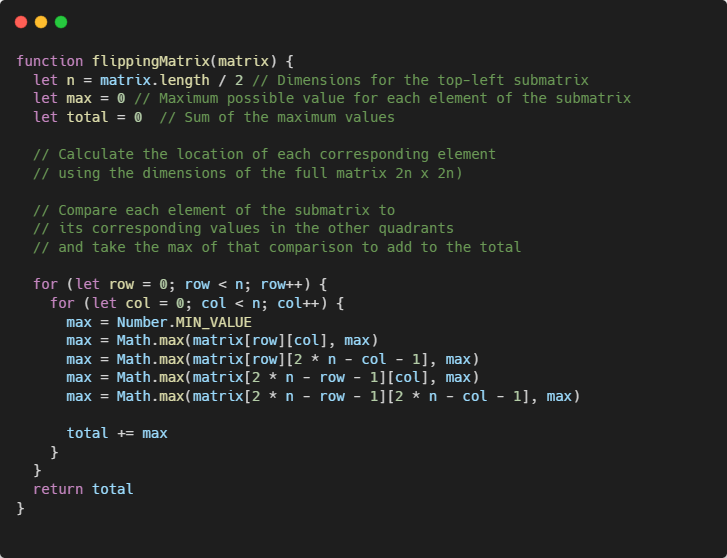 function flippingMatrix(matrix) {
  let n = matrix.length / 2 // Dimensions for the top-left submatrix
  let max = 0 // Maximum possible value for each element of the submatrix
  let total = 0  // Sum of the maximum values

  // Calculate the location of each corresponding element
  // using the dimensions of the full matrix 2n x 2n)

  // Compare each element of the submatrix to
  // its corresponding values in the other quadrants
  // and take the max of that comparison to add to the total

  for (let row = 0; row < n; row++) {
    for (let col = 0; col < n; col++) {
      max = Number.MIN_VALUE
      max = Math.max(matrix[row][col], max)
      max = Math.max(matrix[row][2 * n - col - 1], max)
      max = Math.max(matrix[2 * n - row - 1][col], max)
      max = Math.max(matrix[2 * n - row - 1][2 * n - col - 1], max)

      total += max
    }
  }
  return total
}